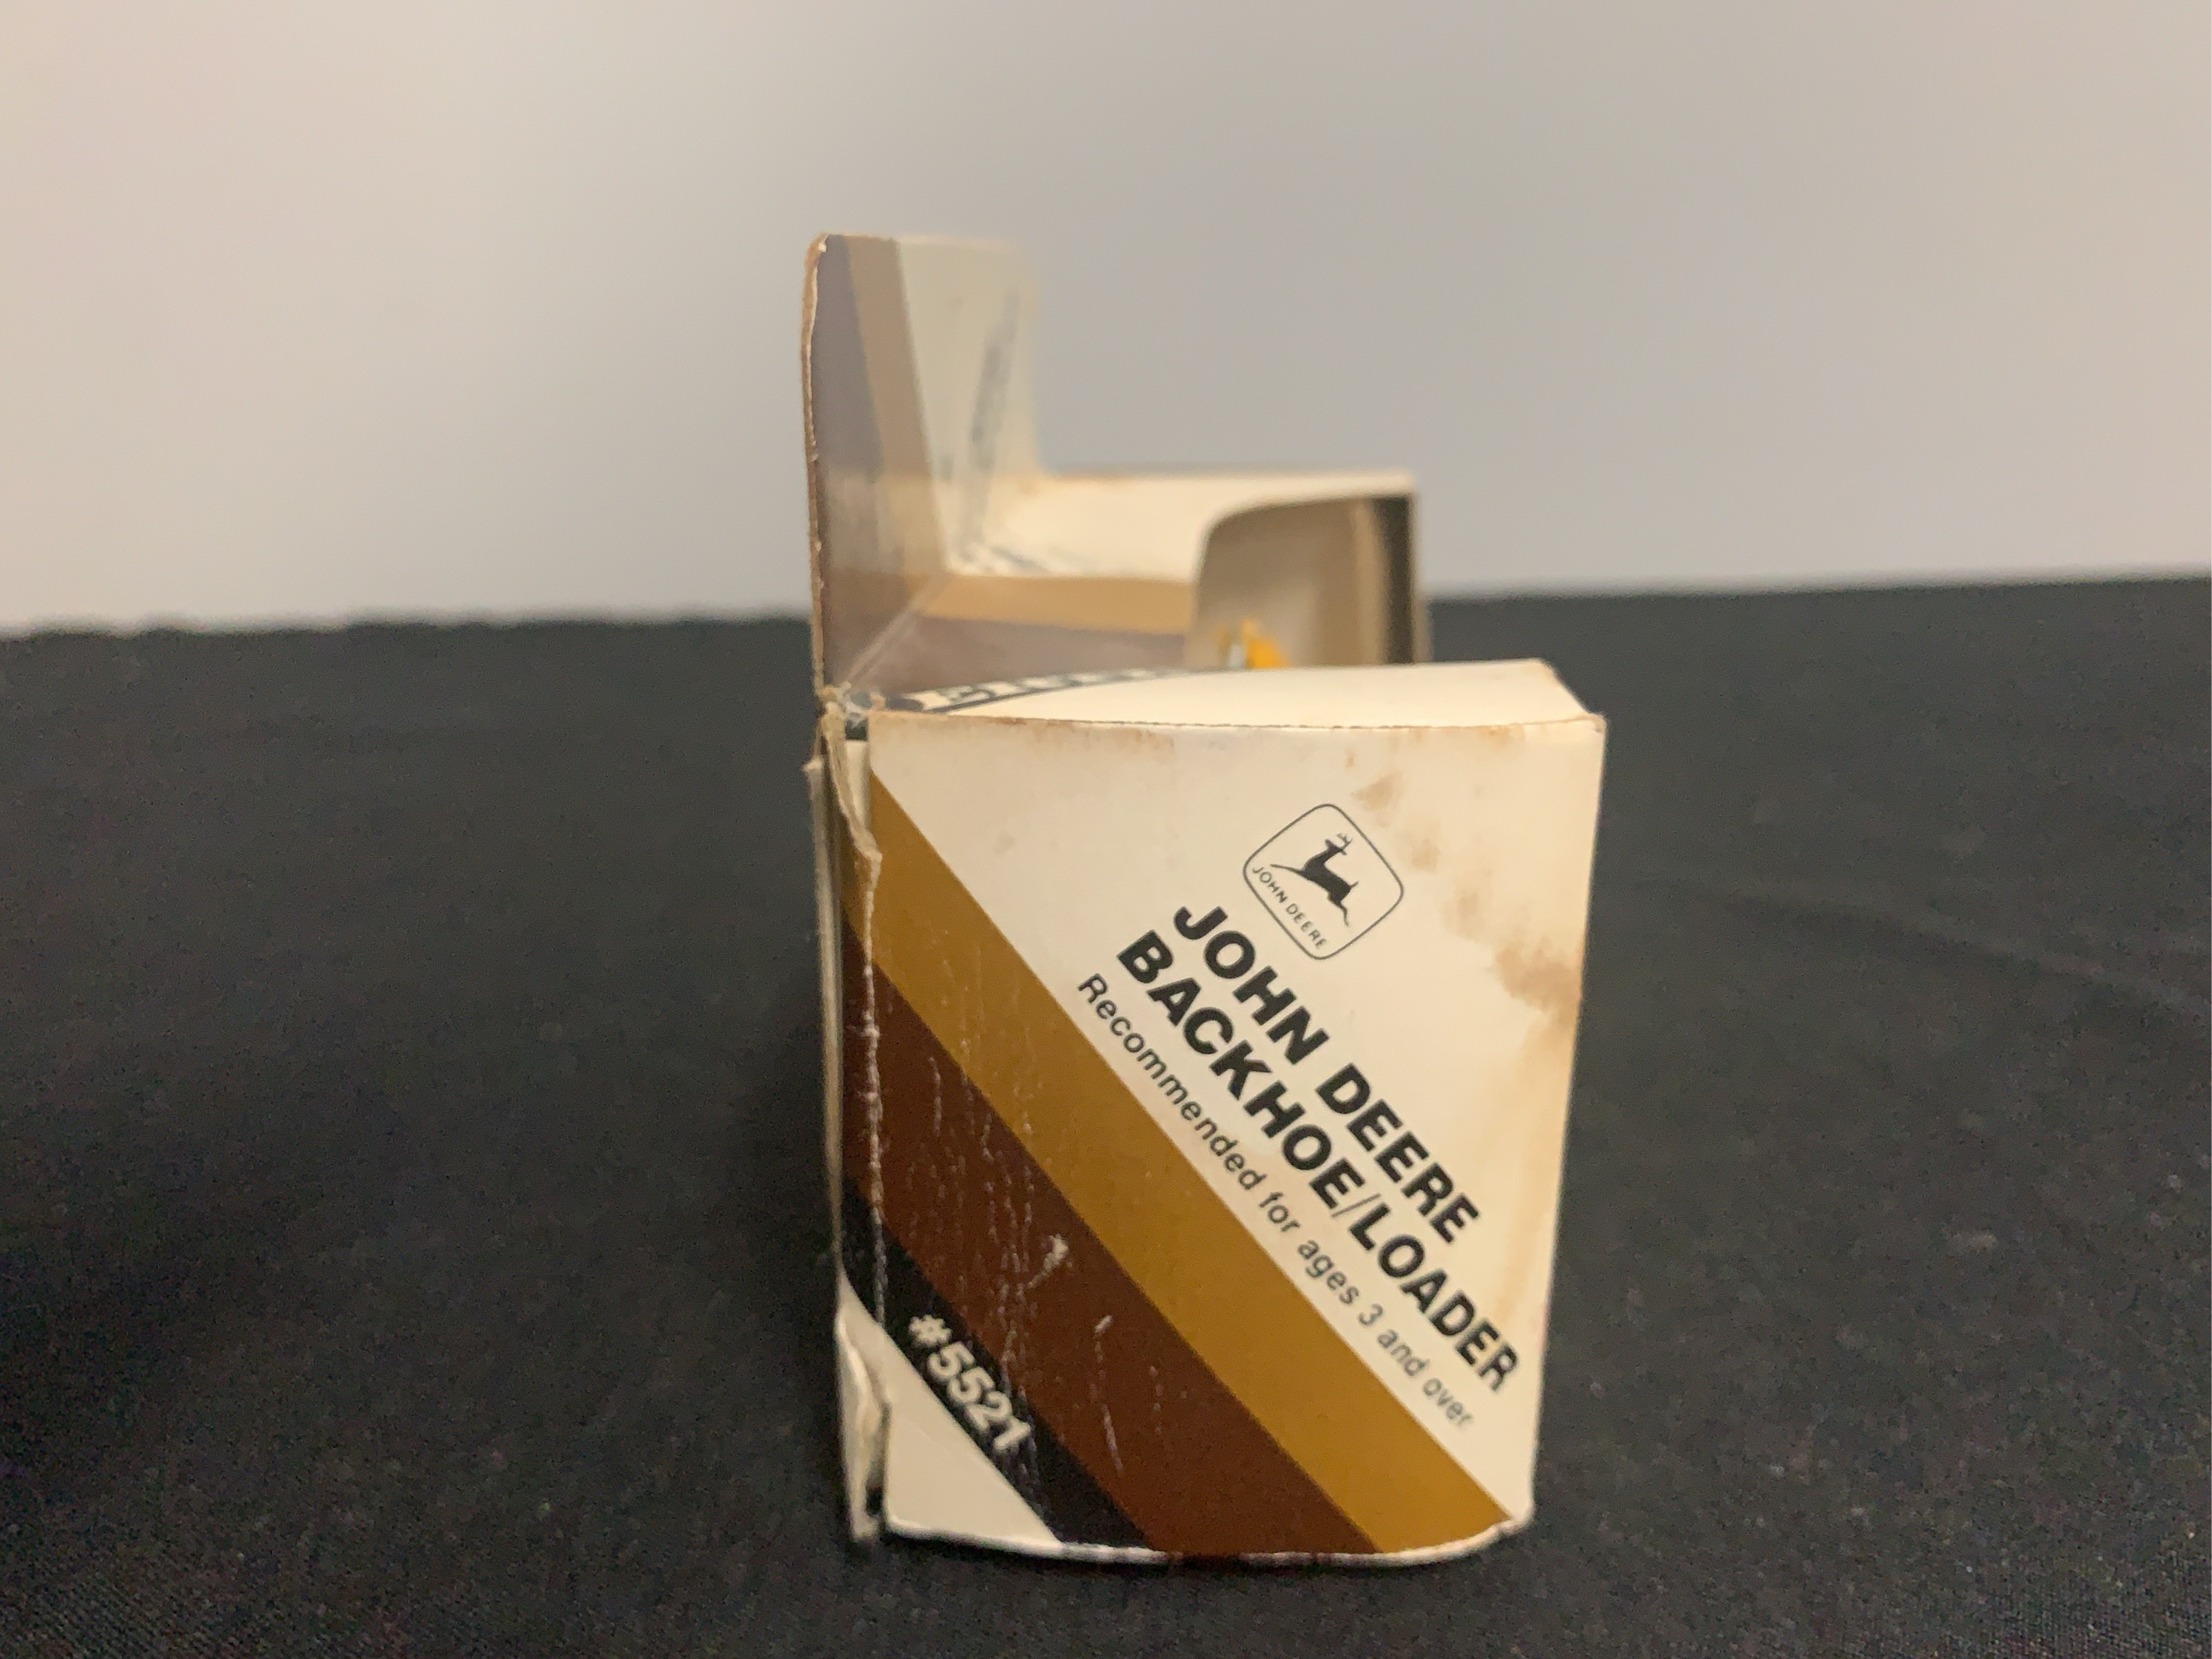 JOHN DEERE
JOHN DEERE
BACKHOE/LOADER
Recommended for ages 3 and over
#5521